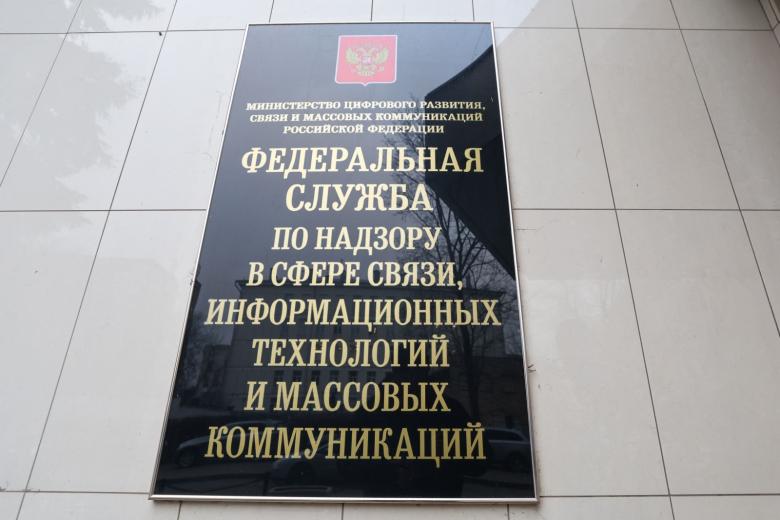 МИНИСТЕРСТВО ЦИФРОВОГО РАЗВИТИЯ,
СВЯЗИ И МАССОВЫХ КОММУНИКАЦИЙ
РОССИЙСКОЙ ФЕДЕРАЦИИ
ФЕДЕРАЛЬНАЯ
СЛУЖБА
ПО НАДЗОРУ
В СФЕРЕ СВЯЗИ,
ИНФОРМАЦИОННЫХ
ТЕХНОЛОГИЙ
И МАССОВЫХ
КОММУНИКАЦИЙ